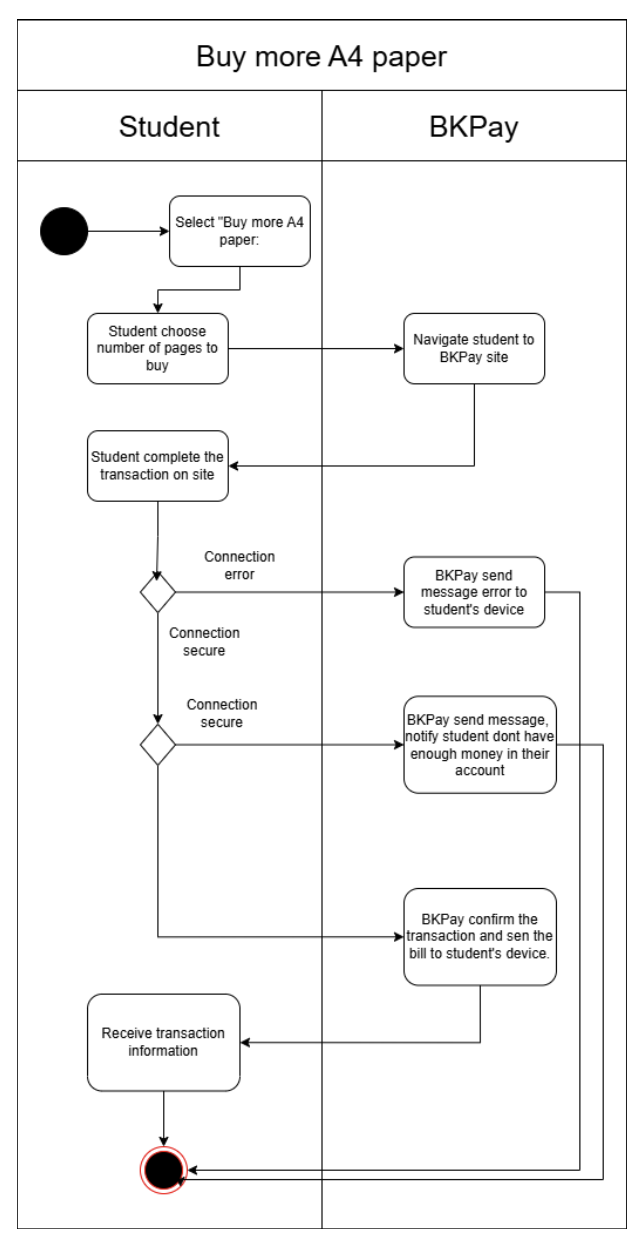 Buy more A4 paper
Student
BKPay
Select "Buy more A4
paper:
Student choose
number of pages to
buy
Navigate student to
BKPay site
Student complete the
transaction on site
Connection
error
BKPay send
message error to
student's device
Connection
secure
Connection
secure
BKPay send message,
notify student dont have
enough money in their
account
BKPay confirm the
transaction and sen the
bill to student's device.
Receive transaction
information